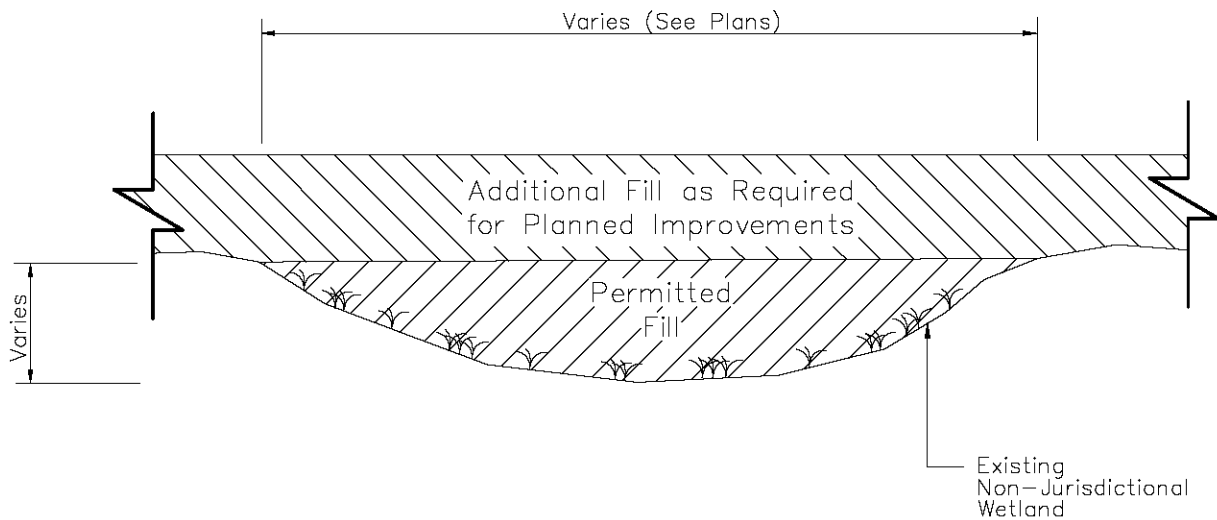 Varies (See Plans)
Additional Fill as Required
for Planned Improvements
Permitted
Fill
Varies
Existing
Non-Jurisdictional
Wetland